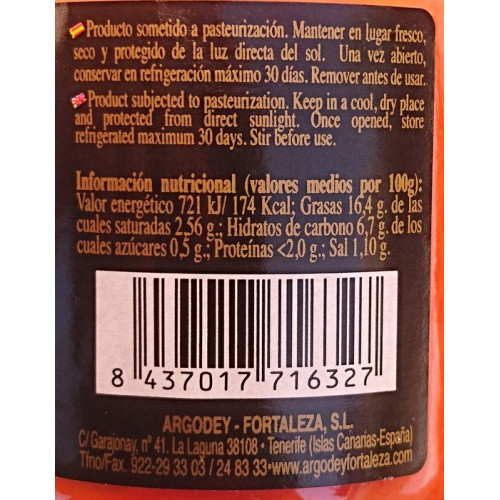 Producto sometido a pasteurización. Mantener en lugar fresco,
seco y protegido de la luz directa del sol. Una vez abierto,
conservar en refrigeración máximo 30 días. Remover antes de usar.
Product subjected to pasteurization. Keep in a cool, dry place
and protected from direct sunlight. Once opened, store
refrigerated maximum 30 days. Stir before use.
Información nutricional (valores medios por 100g):
Valor energético 721 kJ/ 174 Kcal; Grasas 16,4 g. de las
cuales saturadas 2,56 g.; Hidratos de carbono 6,7 g. de los
cuales azúcares 0,5 g.; Proteínas <2,0 g.; Sal 1,10 g.
8 437017 716327
ARGODEY - FORTALEZA, S.L.
C/ Garajonay, nº 41. La Laguna 38108 • Tenerife (Islas Canarias-España)
Tfno/Fax. 922-29 33 03 / 24 83 33 •www.argodeyfortaleza.com•